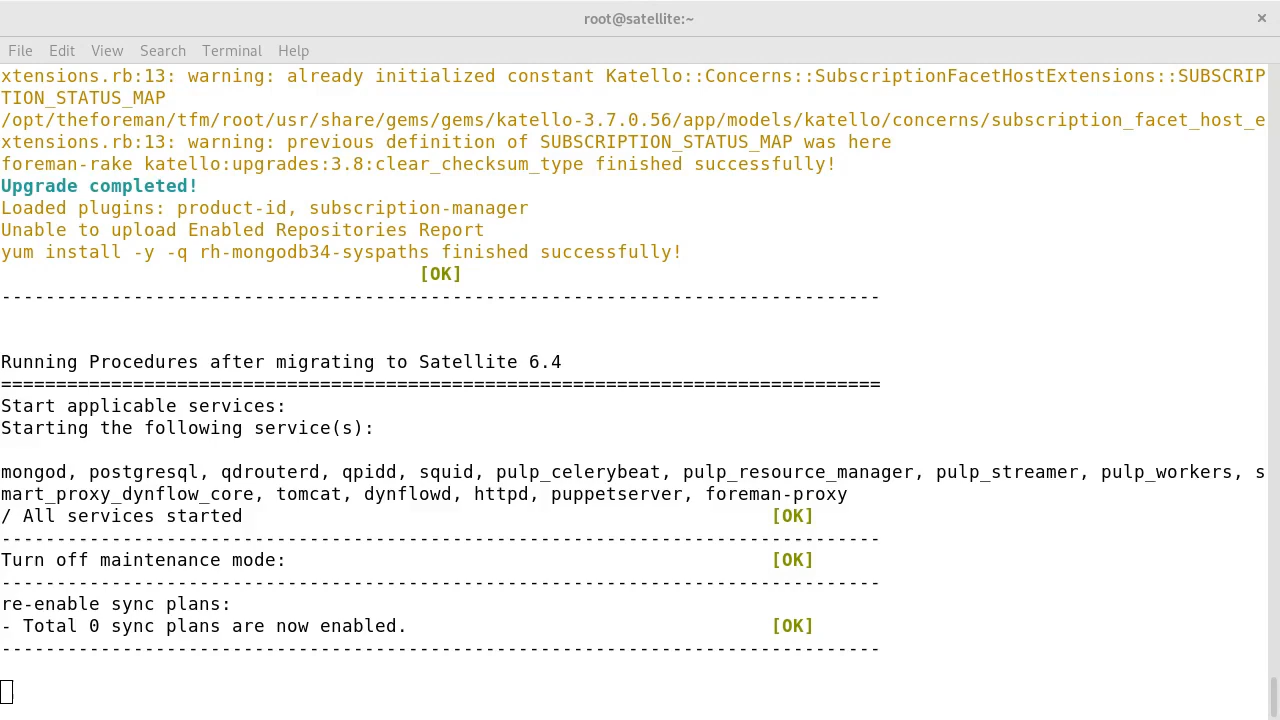 root@satellite:~
×
File Edit View Search Terminal Help
xtensions.rb:13: warning: already initialized constant Katello::Concerns::SubscriptionFacetHostExtensions::SUBSCRIP
TION_STATUS_MAP
/opt/theforeman/tfm/root/usr/share/gems/gems/katello-3.7.0.56/app/models/katello/concerns/subscription_facet_host_e
xtensions.rb:13: warning: previous definition of SUBSCRIPTION_STATUS_MAP was here
foreman-rake katello:upgrades:3.8:clear_checksum_type finished successfully!
Upgrade completed!
Loaded plugins: product-id, subscription-manager
Unable to upload Enabled Repositories Report
yum install -y -q rh-mongodb34-syspaths finished successfully!
[OK]
--------------------------------------------------------------------------------
Running Procedures after migrating to Satellite 6.4
================================================================================
Start applicable services:
Starting the following service(s):
mongod, postgresql, qdrouterd, qpidd, squid, pulp_celerybeat, pulp_resource_manager, pulp_streamer, pulp_workers, s
mart_proxy_dynflow_core, tomcat, dynflowd, httpd, puppetserver, foreman-proxy
/ All services started [OK]
--------------------------------------------------------------------------------
Turn off maintenance mode: [OK]
--------------------------------------------------------------------------------
re-enable sync plans:
- Total 0 sync plans are now enabled. [OK]
--------------------------------------------------------------------------------